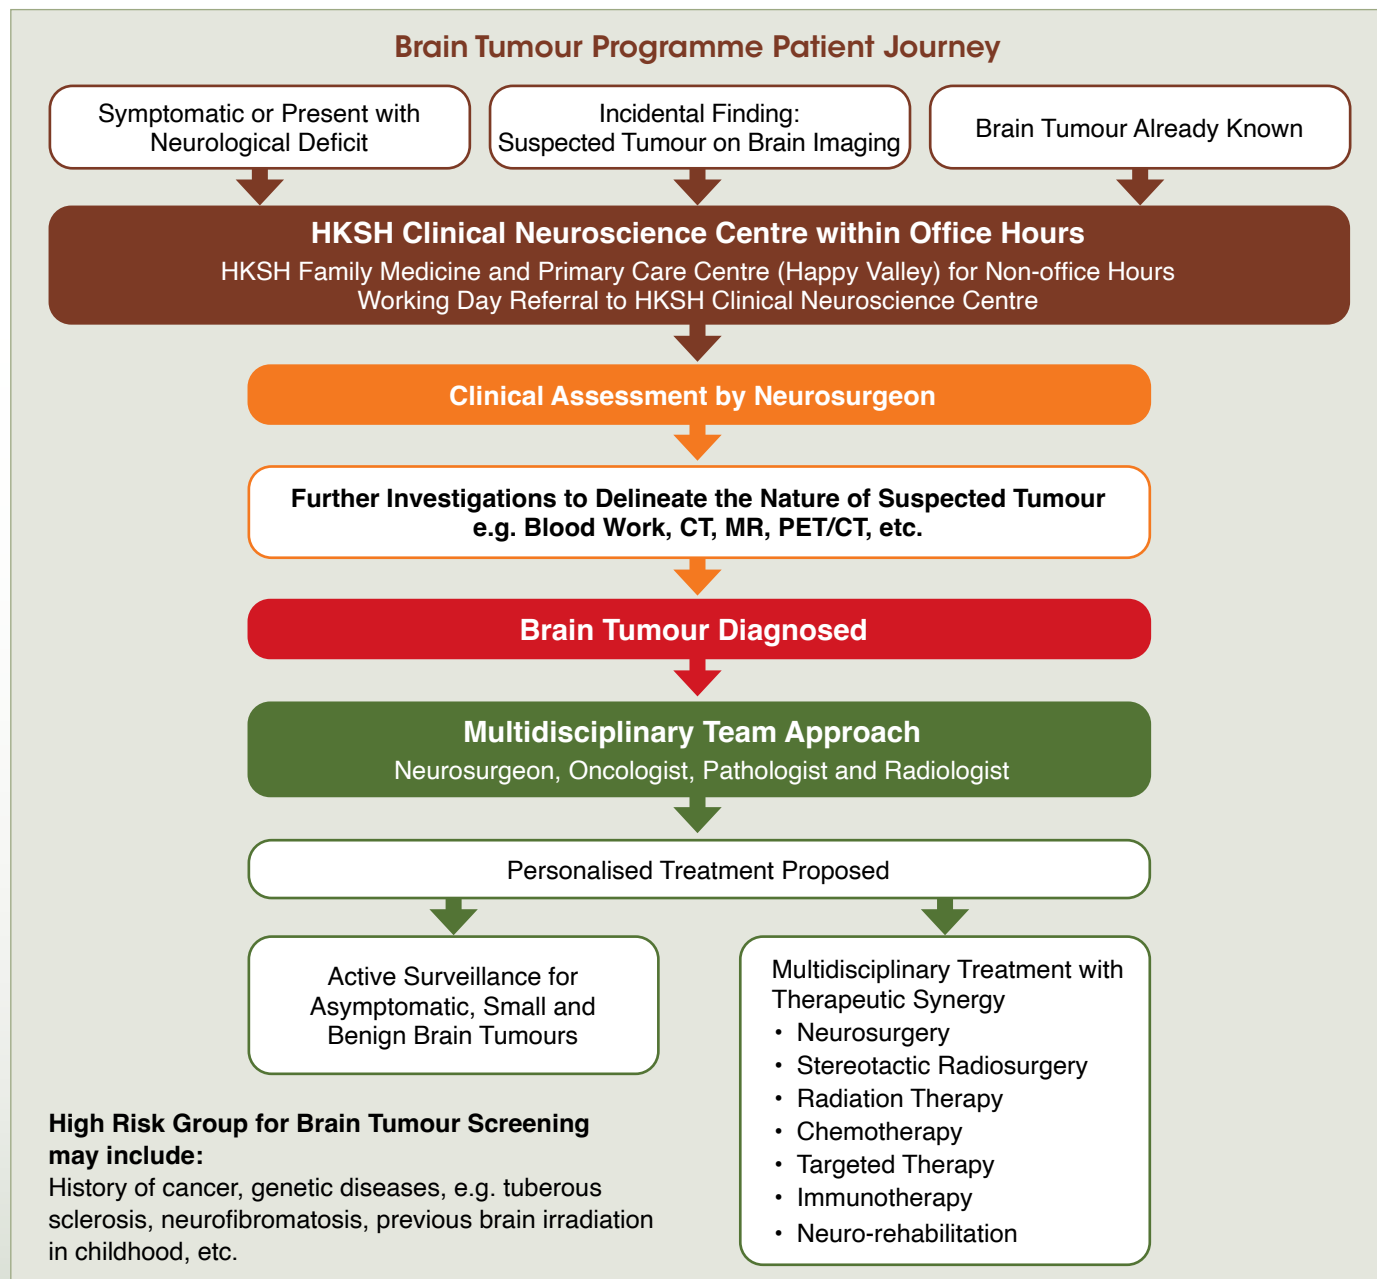 Brain Tumour Programme Patient Journey
Symptomatic or Present with
Neurological Deficit
Incidental Finding:
Suspected Tumour on Brain Imaging
Brain Tumour Already Known
HKSH Clinical Neuroscience Centre within Office Hours
HKSH Family Medicine and Primary Care Centre (Happy Valley) for Non-office Hours
Working Day Referral to HKSH Clinical Neuroscience Centre
Clinical Assessment by Neurosurgeon
Further Investigations to Delineate the Nature of Suspected Tumour
e.g. Blood Work, CT, MR, PET/CT, etc.
Brain Tumour Diagnosed
Multidisciplinary Team Approach
Neurosurgeon, Oncologist, Pathologist and Radiologist
Personalised Treatment Proposed
Active Surveillance for
Asymptomatic, Small and
Benign Brain Tumours
Multidisciplinary Treatment with
Therapeutic Synergy
• Neurosurgery
• Stereotactic Radiosurgery
• Radiation Therapy
• Chemotherapy
• Targeted Therapy
• Immunotherapy
• Neuro-rehabilitation
High Risk Group for Brain Tumour Screening
may include:
History of cancer, genetic diseases, e.g. tuberous
sclerosis, neurofibromatosis, previous brain irradiation
in childhood, etc.